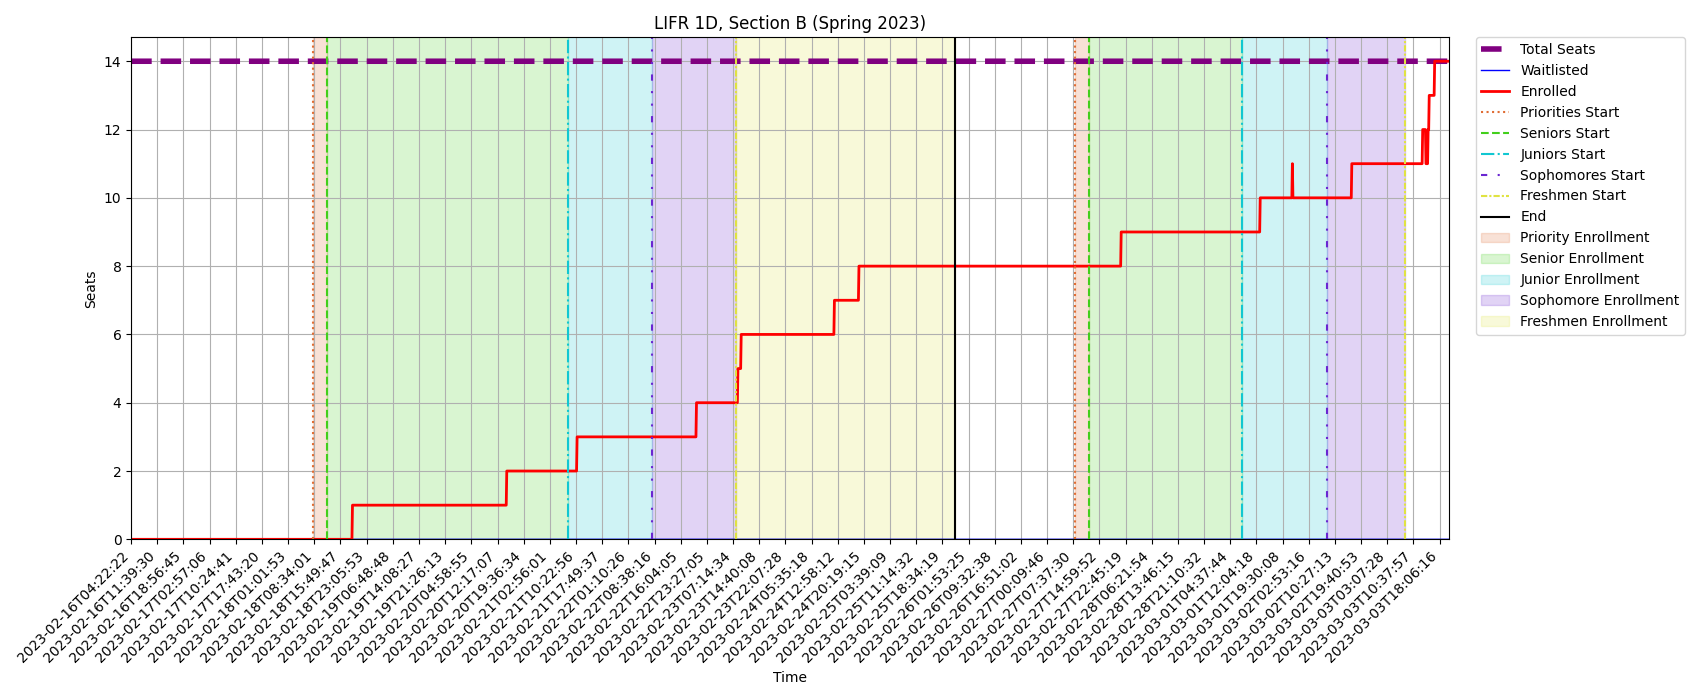 LIFR 1D, Section B (Spring 2023)
Seats
14
12
10
8
6
4
2
0
2023-02-16T04:22:22
2023-02-16T11:39:30
2023-02-16T18:56:45
2023-02-17T02:57:06
2023-02-17T10:24:41
2023-02-17T17:43:20
2023-02-18T01:01:53
2023-02-18T08:34:01
2023-02-18T15:49:47
2023-02-18T23:05:53
2023-02-19T06:48:48
2023-02-19T14:08:27
2023-02-19T21:26:13
2023-02-20T04:58:55
2023-02-20T12:17:07
2023-02-20T19:36:34
2023-02-21T02:56:01
2023-02-21T10:22:56
2023-02-21T17:49:37
2023-02-22T01:10:26
2023-02-22T08:38:16
2023-02-22T16:04:05
2023-02-22T23:27:05
2023-02-23T07:14:34
2023-02-23T14:40:08
2023-02-23T22:07:28
2023-02-24T05:35:18
2023-02-24T12:58:12
2023-02-24T20:19:15
2023-02-25T03:39:09
2023-02-25T11:14:32
2023-02-25T18:34:19
2023-02-26T01:53:25
2023-02-26T09:32:38
2023-02-26T16:51:02
2023-02-27T00:09:46
2023-02-27T07:37:30
2023-02-27T14:59:52
2023-02-27T22:45:19
2023-02-28T06:21:54
2023-02-28T13:46:15
2023-02-28T21:10:32
2023-03-01T04:37:44
2023-03-01T12:04:18
2023-03-01T19:30:08
2023-03-02T02:53:16
2023-03-02T10:27:13
2023-03-02T19:40:53
2023-03-03T03:07:28
2023-03-03T10:37:57
2023-03-03T18:06:16
Time
Total Seats
Waitlisted
Enrolled
Priorities Start
Seniors Start
Juniors Start
Sophomores Start
Freshmen Start
End
Priority Enrollment
Senior Enrollment
Junior Enrollment
Sophomore Enrollment
Freshmen Enrollment